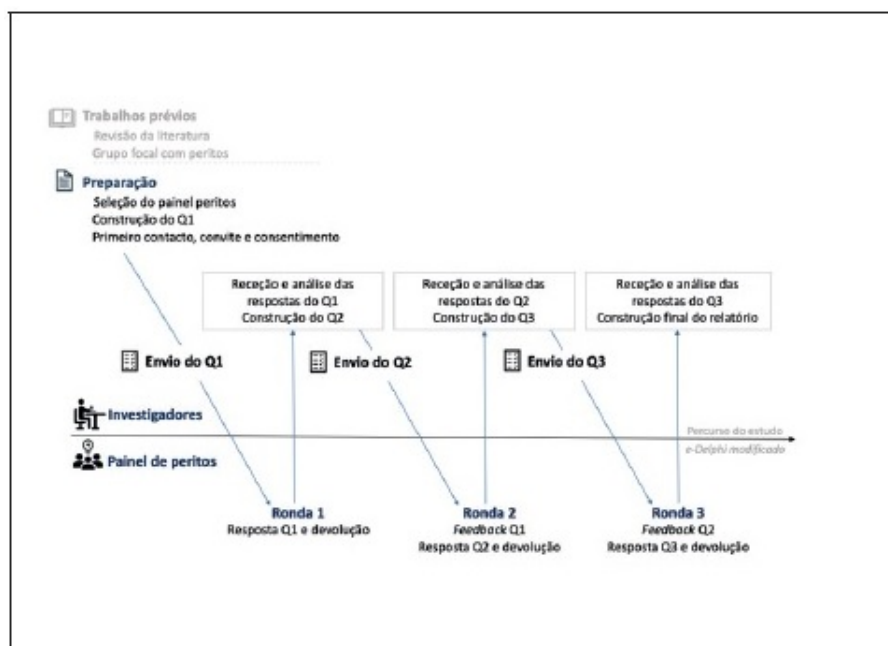 Trabalhos prévios
Revisão da literatura
Grupo focal com peritos
Preparação
Seleção do painel peritos
Construção do Q1
Primeiro contacto, convite e consentimento
Receção e análise das
respostas do Q1
Construção do Q2
Receção e análise das
respostas do Q2
Construção do Q3
Receção e análise das
respostas do Q3
Construção final do relatório
Envio do Q1
Envio do Q2
Envio do Q3
Investigadores
Percurso do estudo
e-Delphi modificado
Painel de peritos
Ronda 1
Resposta Q1 e devolução
Ronda 2
Feedback Q1
Resposta Q2 e devolução
Ronda 3
Feedback Q2
Resposta Q3 e devolução